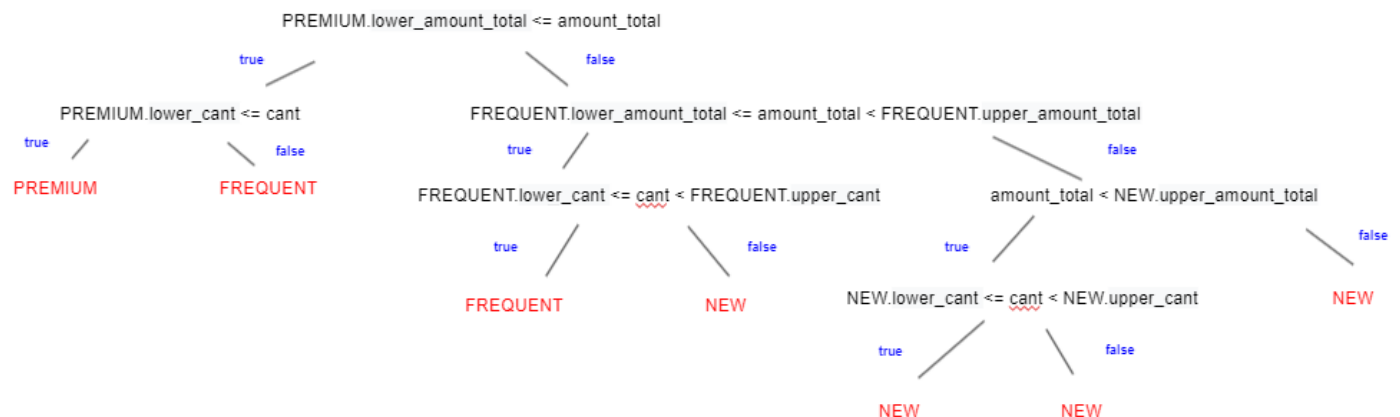 PREMIUM.lower_amount_total <= amount_total
true
false
PREMIUM.lower_cant <= cant
FREQUENT.lower_amount_total <= amount_total < FREQUENT.upper_amount_total
true
false
true
false
PREMIUM
FREQUENT
FREQUENT.lower_cant <= cant < FREQUENT.upper_cant
amount_total < NEW.upper_amount_total
true
false
true
false
FREQUENT
NEW
NEW.lower_cant <= cant < NEW.upper_cant
NEW
true
false
NEW
NEW